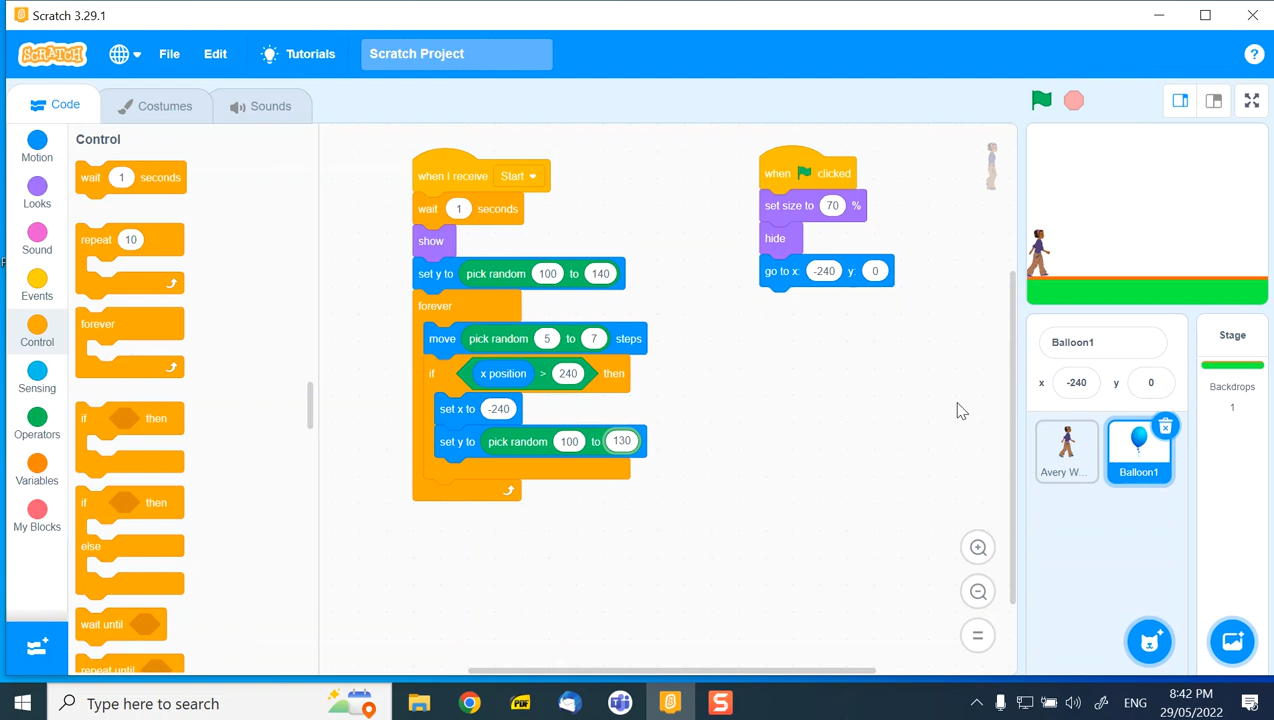 Scratch 3.29.1
SCRATCH
File
Edit
Tutorials
Scratch Project
?
Code
Costumes
Sounds
Motion
Looks
Sound
Events
Control
Sensing
Operators
Variables
My Blocks
Control
wait 1 seconds
repeat 10
forever
if then
if then
else
wait until
repeat until
when I receive Start
wait 1 seconds
show
set y to pick random 100 to 140
forever
move pick random 5 to 7 steps
if x position > 240 then
set x to -240
set y to pick random 100 to 130
when clicked
set size to 70 %
hide
go to x: -240 y: 0
Balloon1
x -240 y 0
Avery W...
Balloon1
Stage
Backdrops
1
Type here to search
PDF
S
ENG
8:42 PM
29/05/2022